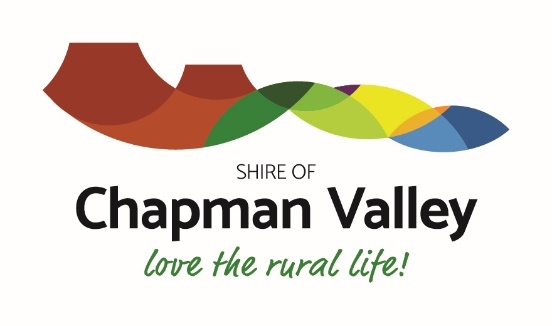 SHIRE OF
Chapman Valley
love the rural life!